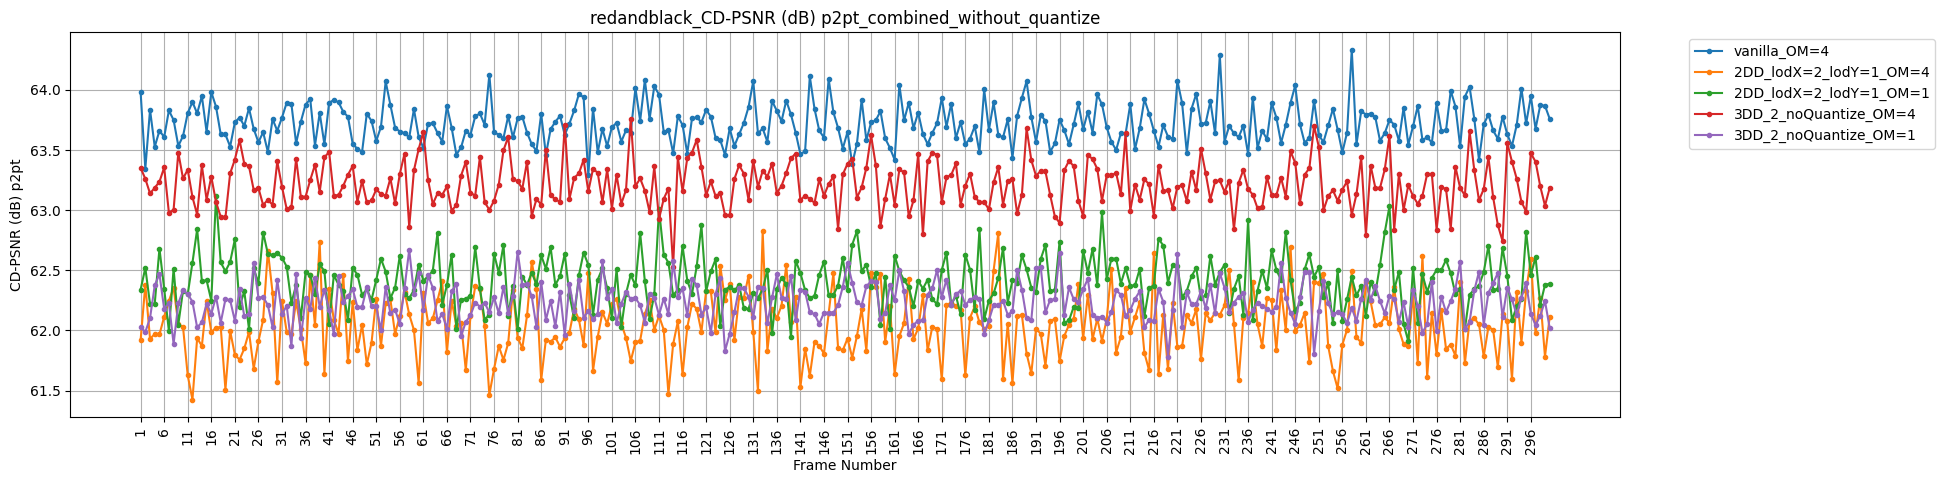 redandblack_CD-PSNR (dB) p2pt_combined_without_quantize
CD-PSNR (dB) p2pt
64.0
63.5
63.0
62.5
62.0
61.5
1 6 11 16 21 26 31 36 41 46 51 56 61 66 71 76 81 86 91 96 101 106 111 116 121 126 131 136 141 146 151 156 161 166 171 176 181 186 191 196 201 206 211 216 221 226 231 236 241 246 251 256 261 266 271 276 281 286 291 296
Frame Number
vanilla_OM=4
2DD_lodX=2_lodY=1_OM=4
2DD_lodX=2_lodY=1_OM=1
3DD_2_noQuantize_OM=4
3DD_2_noQuantize_OM=1